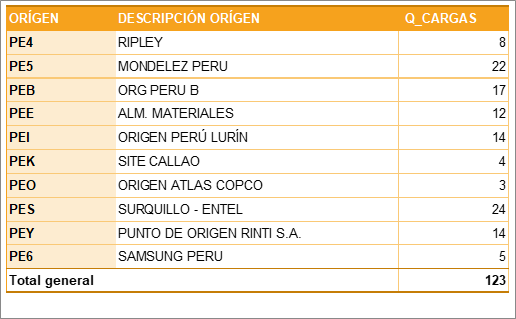 ORÍGEN DESCRIPCIÓN ORÍGEN Q_CARGAS
PE4 RIPLEY 8
PE5 MONDELEZ PERU 22
PEB ORG PERU B 17
PEE ALM. MATERIALES 12
PEI ORIGEN PERÚ LURÍN 14
PEK SITE CALLAO 4
PEO ORIGEN ATLAS COPCO 3
PES SURQUILLO - ENTEL 24
PEY PUNTO DE ORIGEN RINTI S.A. 14
PE6 SAMSUNG PERU 5
Total general 123